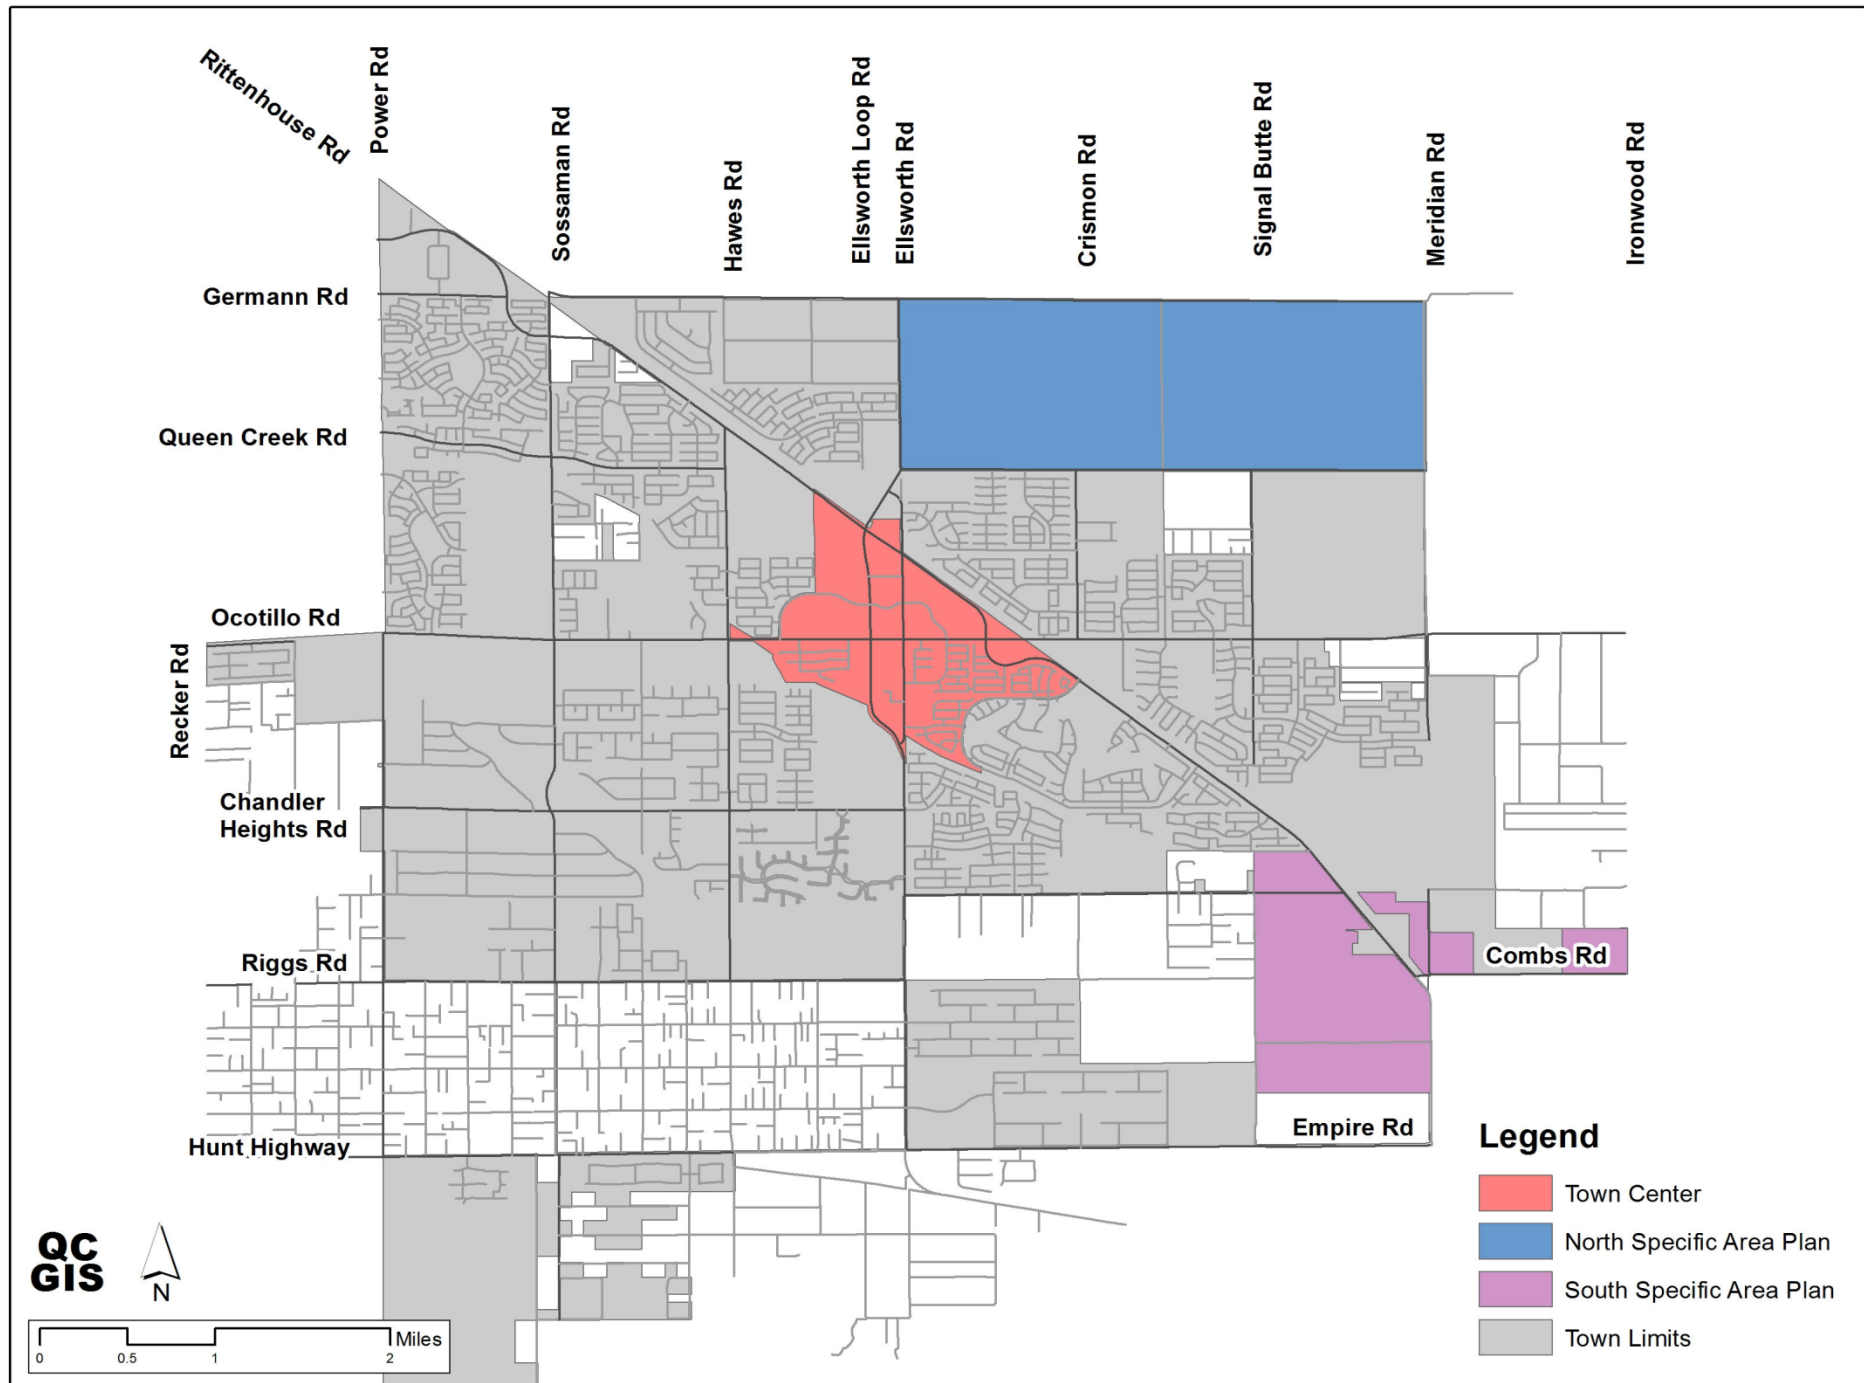 Rittenhouse Rd
Power Rd
Sossaman Rd
Hawes Rd
Ellsworth Loop Rd
Ellsworth Rd
Crismon Rd
Signal Butte Rd
Meridian Rd
Ironwood Rd
Germann Rd
Queen Creek Rd
Ocotillo Rd
Recker Rd
Chandler
Heights Rd
Riggs Rd
Combs Rd
Hunt Highway
Empire Rd
Legend
Town Center
North Specific Area Plan
South Specific Area Plan
Town Limits
QC
GIS
N
Miles
0 0.5 1 2